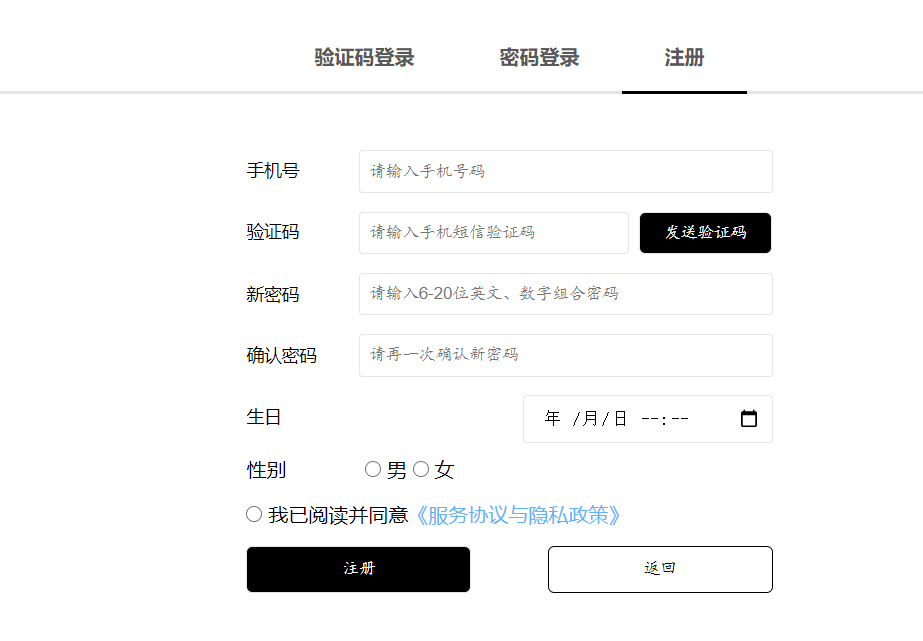 验证码登录 密码登录 注册
手机号 请输入手机号码
验证码 请输入手机短信验证码 发送验证码
新密码 请输入6-20位英文、数字组合密码
确认密码 请再一次确认新密码
生日 年 /月/日 --:--
性别 男 女
我已阅读并同意《服务协议与隐私政策》
注册 返回